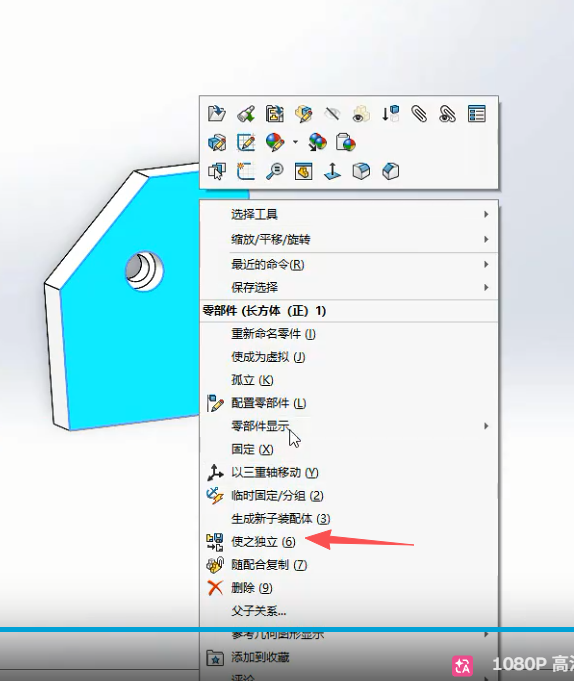 选择工具
缩放/平移/旋转
最近的命令(R)
保存选择
零部件 (长方体（正）1)
重新命名零件 (I)
使成为虚拟 (J)
孤立 (K)
配置零部件 (L)
零部件显示
固定 (X)
以三重轴移动 (Y)
临时固定/分组 (2)
生成新子装配体 (3)
使之独立 (6)
随配合复制 (7)
删除 (9)
父子关系...
参考几何图形显示
添加到收藏
评论
1080P 高清